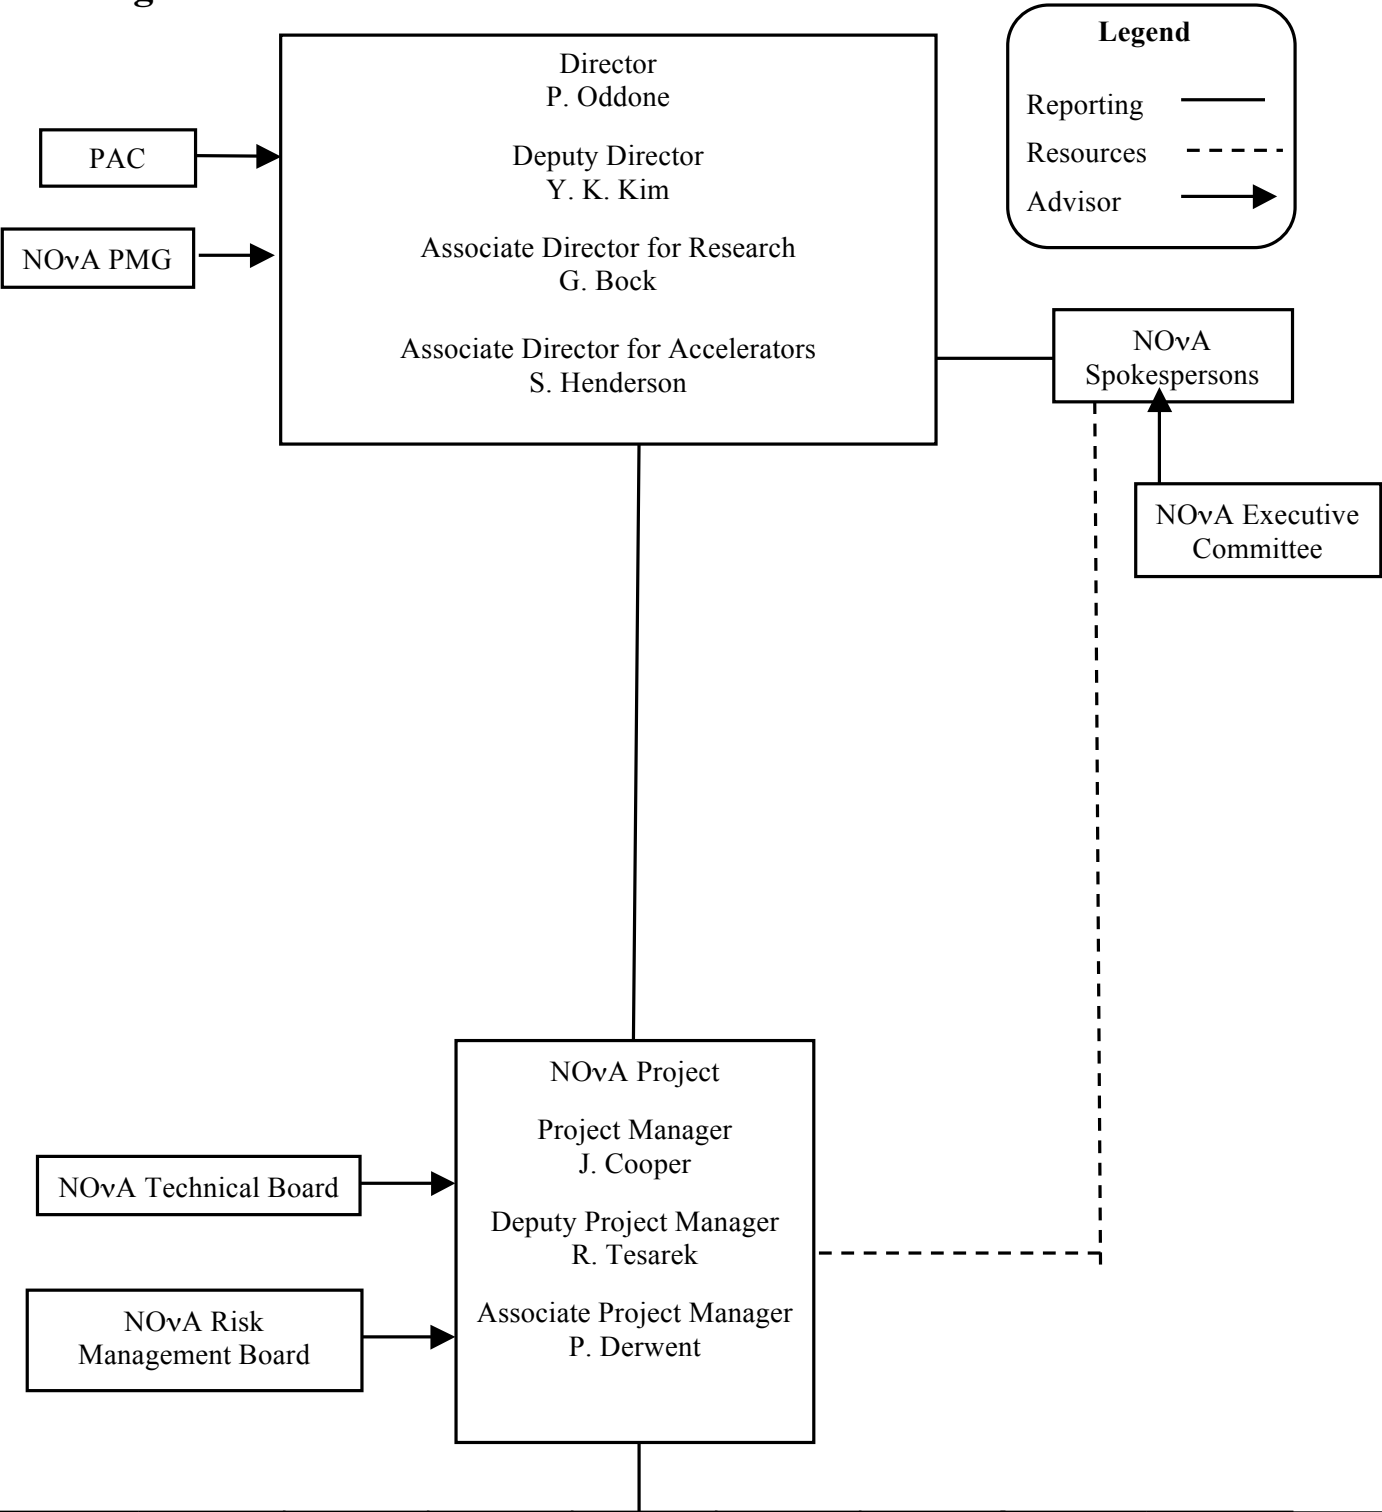 Director
P. Oddone
Deputy Director
Y. K. Kim
Associate Director for Research
G. Bock
Associate Director for Accelerators
S. Henderson
PAC
NOνA PMG
Legend
Reporting
Resources
Advisor
NOνA
Spokespersons
NOνA Executive
Committee
NOνA Project
Project Manager
J. Cooper
Deputy Project Manager
R. Tesarek
Associate Project Manager
P. Derwent
NOνA Technical Board
NOνA Risk
Management Board